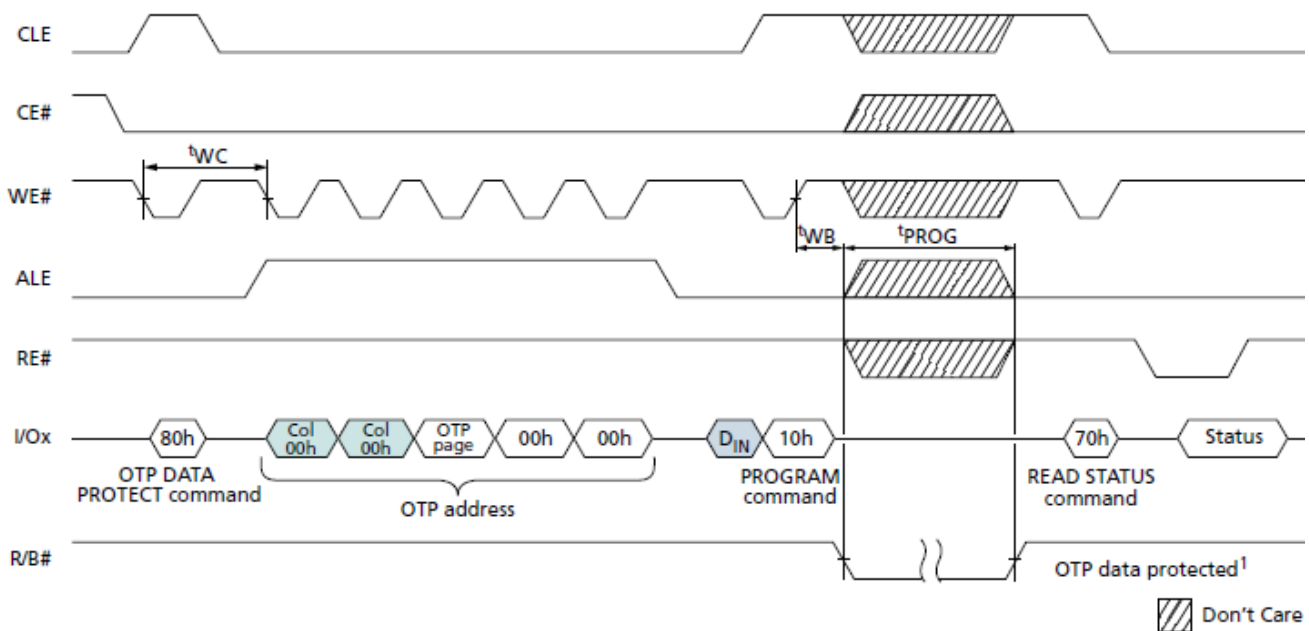 CLE
CE#
tWC
WE#
tWB
tPROG
ALE
RE#
I/Ox
80h
Col
00h
Col
00h
OTP
page
00h
00h
DIN
10h
70h
Status
OTP DATA
PROTECT command
OTP address
PROGRAM
command
READ STATUS
command
R/B#
OTP data protected1
Don't Care